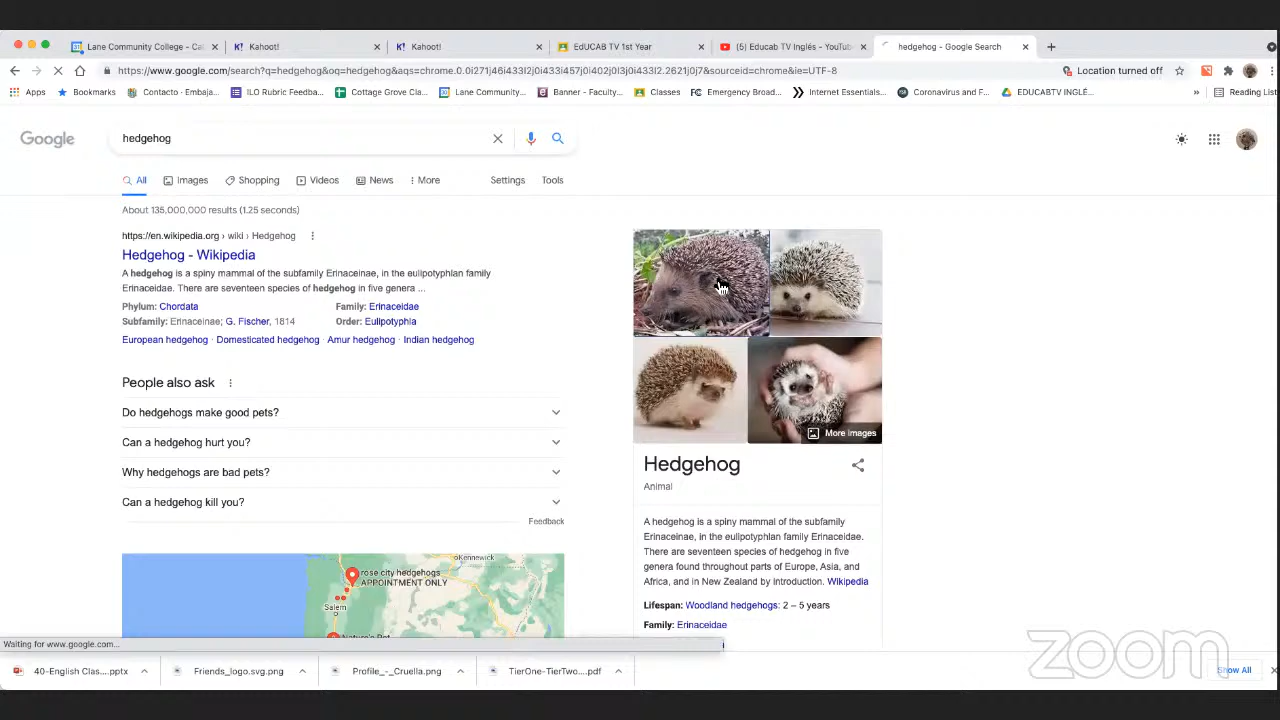 Lane Community College - Cal
Kahoot!
Kahoot!
EdUCAB TV 1st Year
(5) Educab TV Inglés - YouTub
hedgehog - Google Search
https://www.google.com/search?q=hedgehog&oq=hedgehog&aqs=chrome.0.0i271j46i433l2j0i433i457j0i402j0l3j0i433l2.2621j0j7&sourceid=chrome&ie=UTF-8
Location turned off
Apps
Bookmarks
Contacto - Embaja...
ILO Rubric Feedba...
Cottage Grove Cla...
Lane Community...
Banner - Faculty...
Classes
FC Emergency Broad...
Internet Essentials...
Coronavirus and F...
EDUCABTV INGLÉ...
»
Reading List
Google
hedgehog
All
Images
Shopping
Videos
News
More
Settings
Tools
About 135,000,000 results (1.25 seconds)
https://en.wikipedia.org › wiki › Hedgehog
Hedgehog - Wikipedia
A hedgehog is a spiny mammal of the subfamily Erinaceinae, in the eulipotyphlan family
Erinaceidae. There are seventeen species of hedgehog in five genera ...
Phylum: Chordata
Family: Erinaceidae
Subfamily: Erinaceinae; G. Fischer, 1814
Order: Eulipotyphla
European hedgehog · Domesticated hedgehog · Amur hedgehog · Indian hedgehog
People also ask
Do hedgehogs make good pets?
Can a hedgehog hurt you?
Why hedgehogs are bad pets?
Can a hedgehog kill you?
Feedback
Kennewick
rose city hedgehogs
APPOINTMENT ONLY
Salem
Nature's Pet
More images
Hedgehog
Animal
A hedgehog is a spiny mammal of the subfamily
Erinaceinae, in the eulipotyphlan family Erinaceidae.
There are seventeen species of hedgehog in five
genera found throughout parts of Europe, Asia, and
Africa, and in New Zealand by introduction. Wikipedia
Lifespan: Woodland hedgehogs: 2 – 5 years
Family: Erinaceidae
Waiting for www.google.com...
40-English Clas....pptx
Friends_logo.svg.png
Profile_-_Cruella.png
TierOne-TierTwo....pdf
Show All
zoom